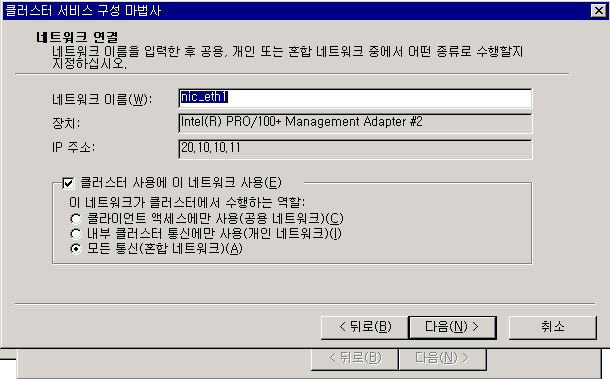 클러스터 서비스 구성 마법사
네트워크 연결
네트워크 이름을 입력한 후 공용, 개인 또는 혼합 네트워크 중에서 어떤 종류로 수행할지
지정하십시오.
네트워크 이름(W): nic_eth1
장치: Intel(R) PRO/100+ Management Adapter #2
IP 주소: 20,10,10,11
클러스터 사용에 이 네트워크 사용(E)
이 네트워크가 클러스터에서 수행하는 역할:
클라이언트 액세스에만 사용(공용 네트워크)(C)
내부 클러스터 통신에만 사용(개인 네트워크)(I)
모든 통신(혼합 네트워크)(A)
< 뒤로(B) 다음(N) > 취소
< 뒤로(B) 다음(N) >